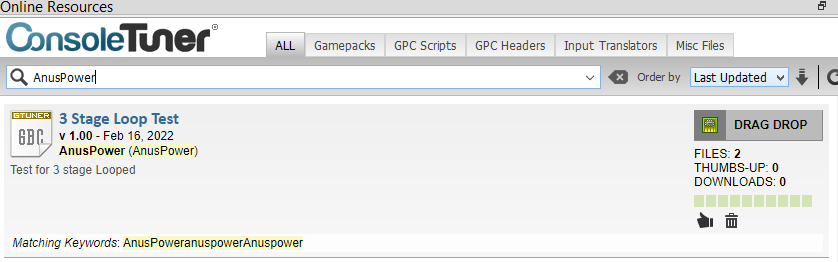 Online Resources
ConsoleTuner®
ALL Gamepacks GPC Scripts GPC Headers Input Translators Misc Files
AnusPower Order by Last Updated
GTUNER
GBC
3 Stage Loop Test
v 1.00 - Feb 16, 2022
AnusPower (AnusPower)
Test for 3 stage Looped
DRAG DROP
FILES: 2
THUMBS-UP: 0
DOWNLOADS: 0
Matching Keywords: AnusPoweranuspowerAnuspower